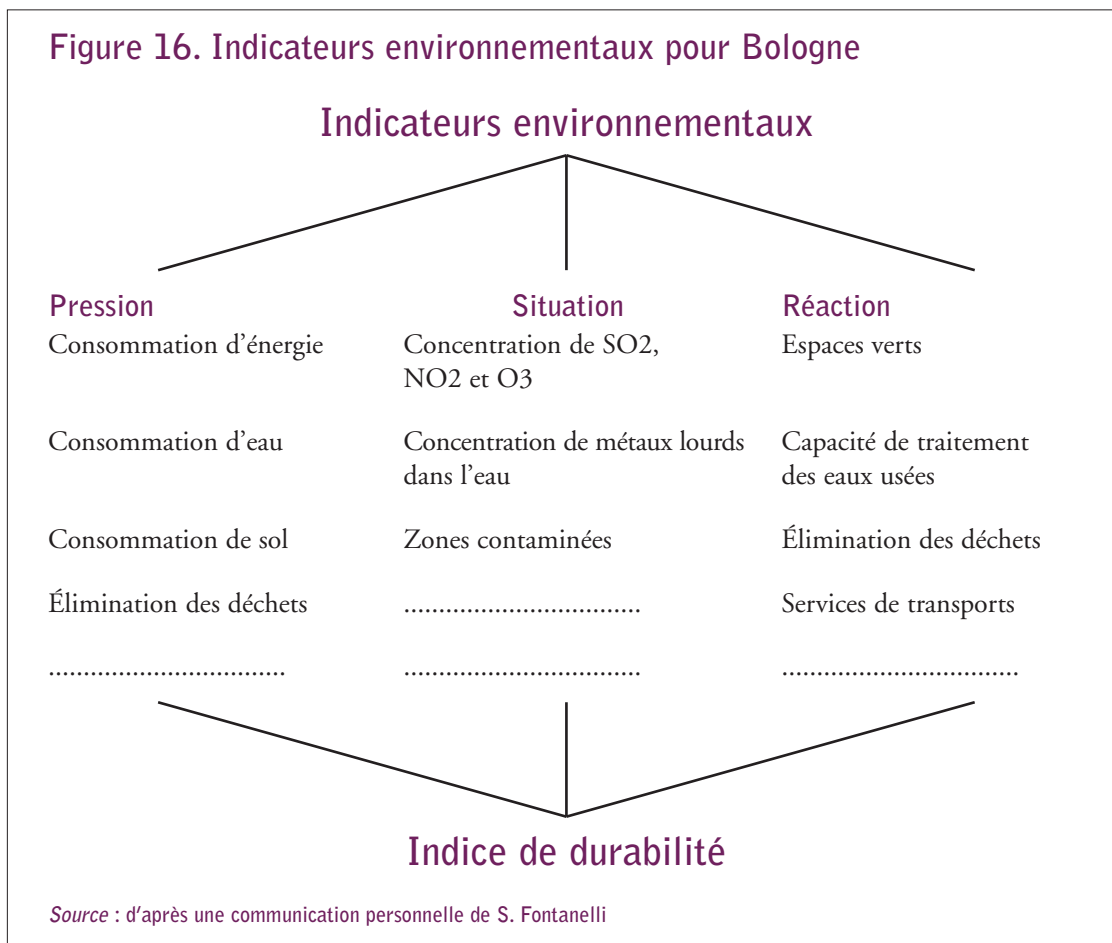 Figure 16. Indicateurs environnementaux pour Bologne
Indicateurs environnementaux
Pression
Consommation d’énergie
Consommation d’eau
Consommation de sol
Élimination des déchets
..................................
Situation
Concentration de SO2,
NO2 et O3
Concentration de métaux lourds
dans l’eau
Zones contaminées
..................................
..................................
Réaction
Espaces verts
Capacité de traitement
des eaux usées
Élimination des déchets
Services de transports
..................................
Indice de durabilité
Source : d’après une communication personnelle de S. Fontanelli